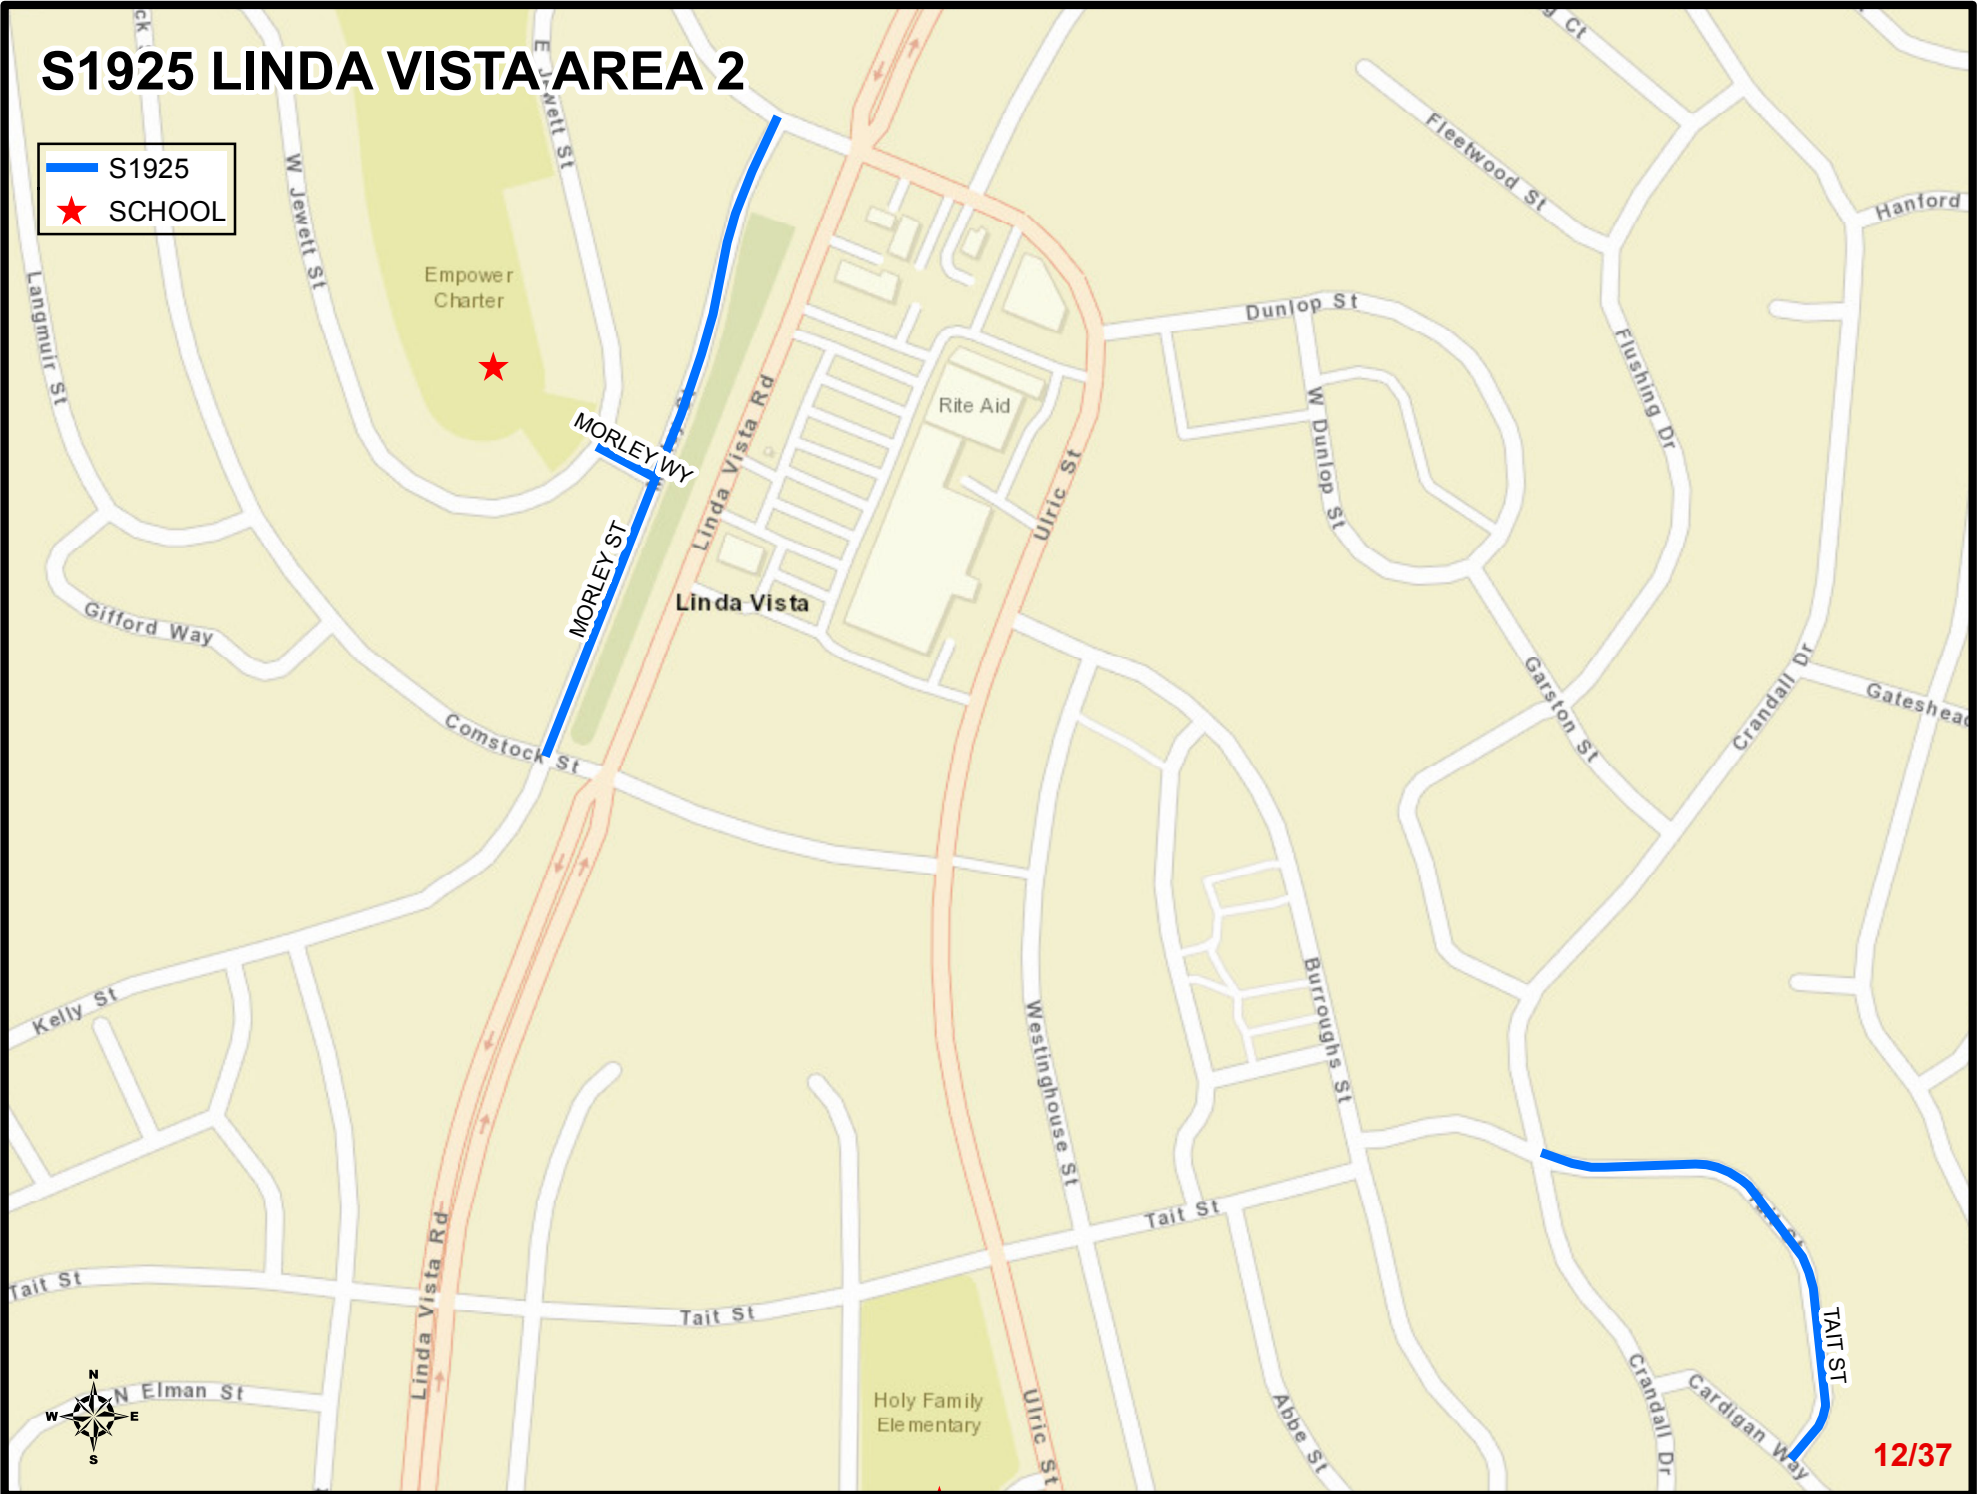 S1925 LINDA VISTA AREA 2
S1925
SCHOOL
E Jewett St
W Jewett St
Langmuir St
Empower
Charter
MORLEY WY
MORLEY ST
Linda Vista Rd
Rite Aid
Linda Vista
Ulric St
Dunlop St
W Dunlop St
Fleetwood St
Hanford
Flushing Dr
Garston St
Crandall Dr
Gateshead
Gifford Way
Comstock St
Kelly St
Westinghouse St
Burroughs St
Tait St
Tait St
Tait St
Tait St
TAIT ST
Linda Vista Rd
N Elman St
Holy Family
Elementary
Ulric St
Abbe St
Crandall Dr
Cardigan Way
N
W
E
S
12/37